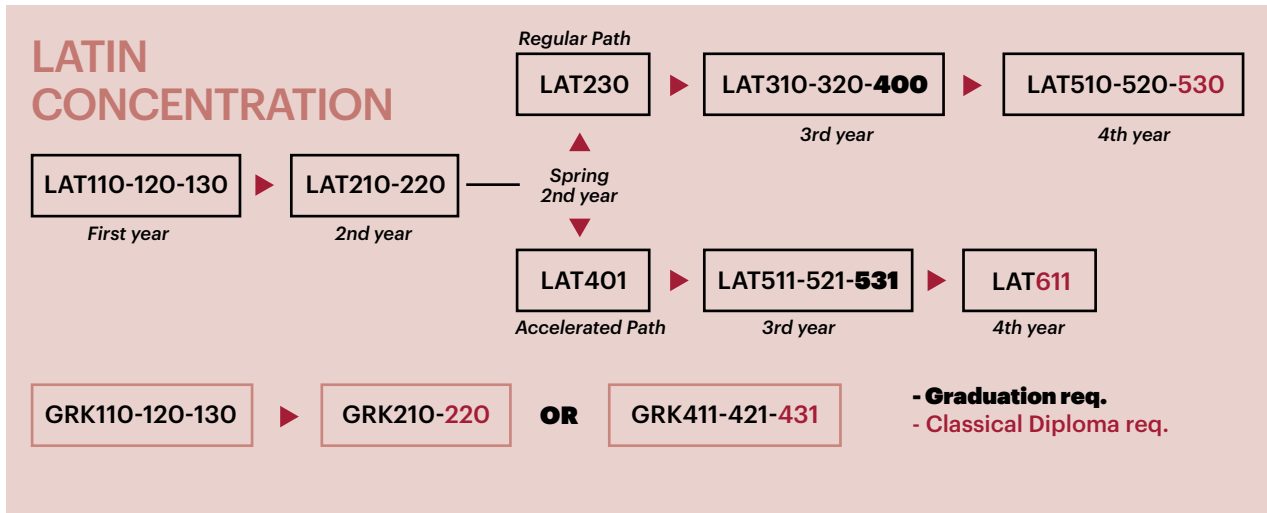 LATIN
CONCENTRATION
LAT110-120-130
First year
LAT210-220
2nd year
Spring
2nd year
Regular Path
LAT230
LAT310-320-400
3rd year
LAT510-520-530
4th year
LAT401
Accelerated Path
LAT511-521-531
3rd year
LAT611
4th year
GRK110-120-130
GRK210-220
OR
GRK411-421-431
- Graduation req.
- Classical Diploma req.